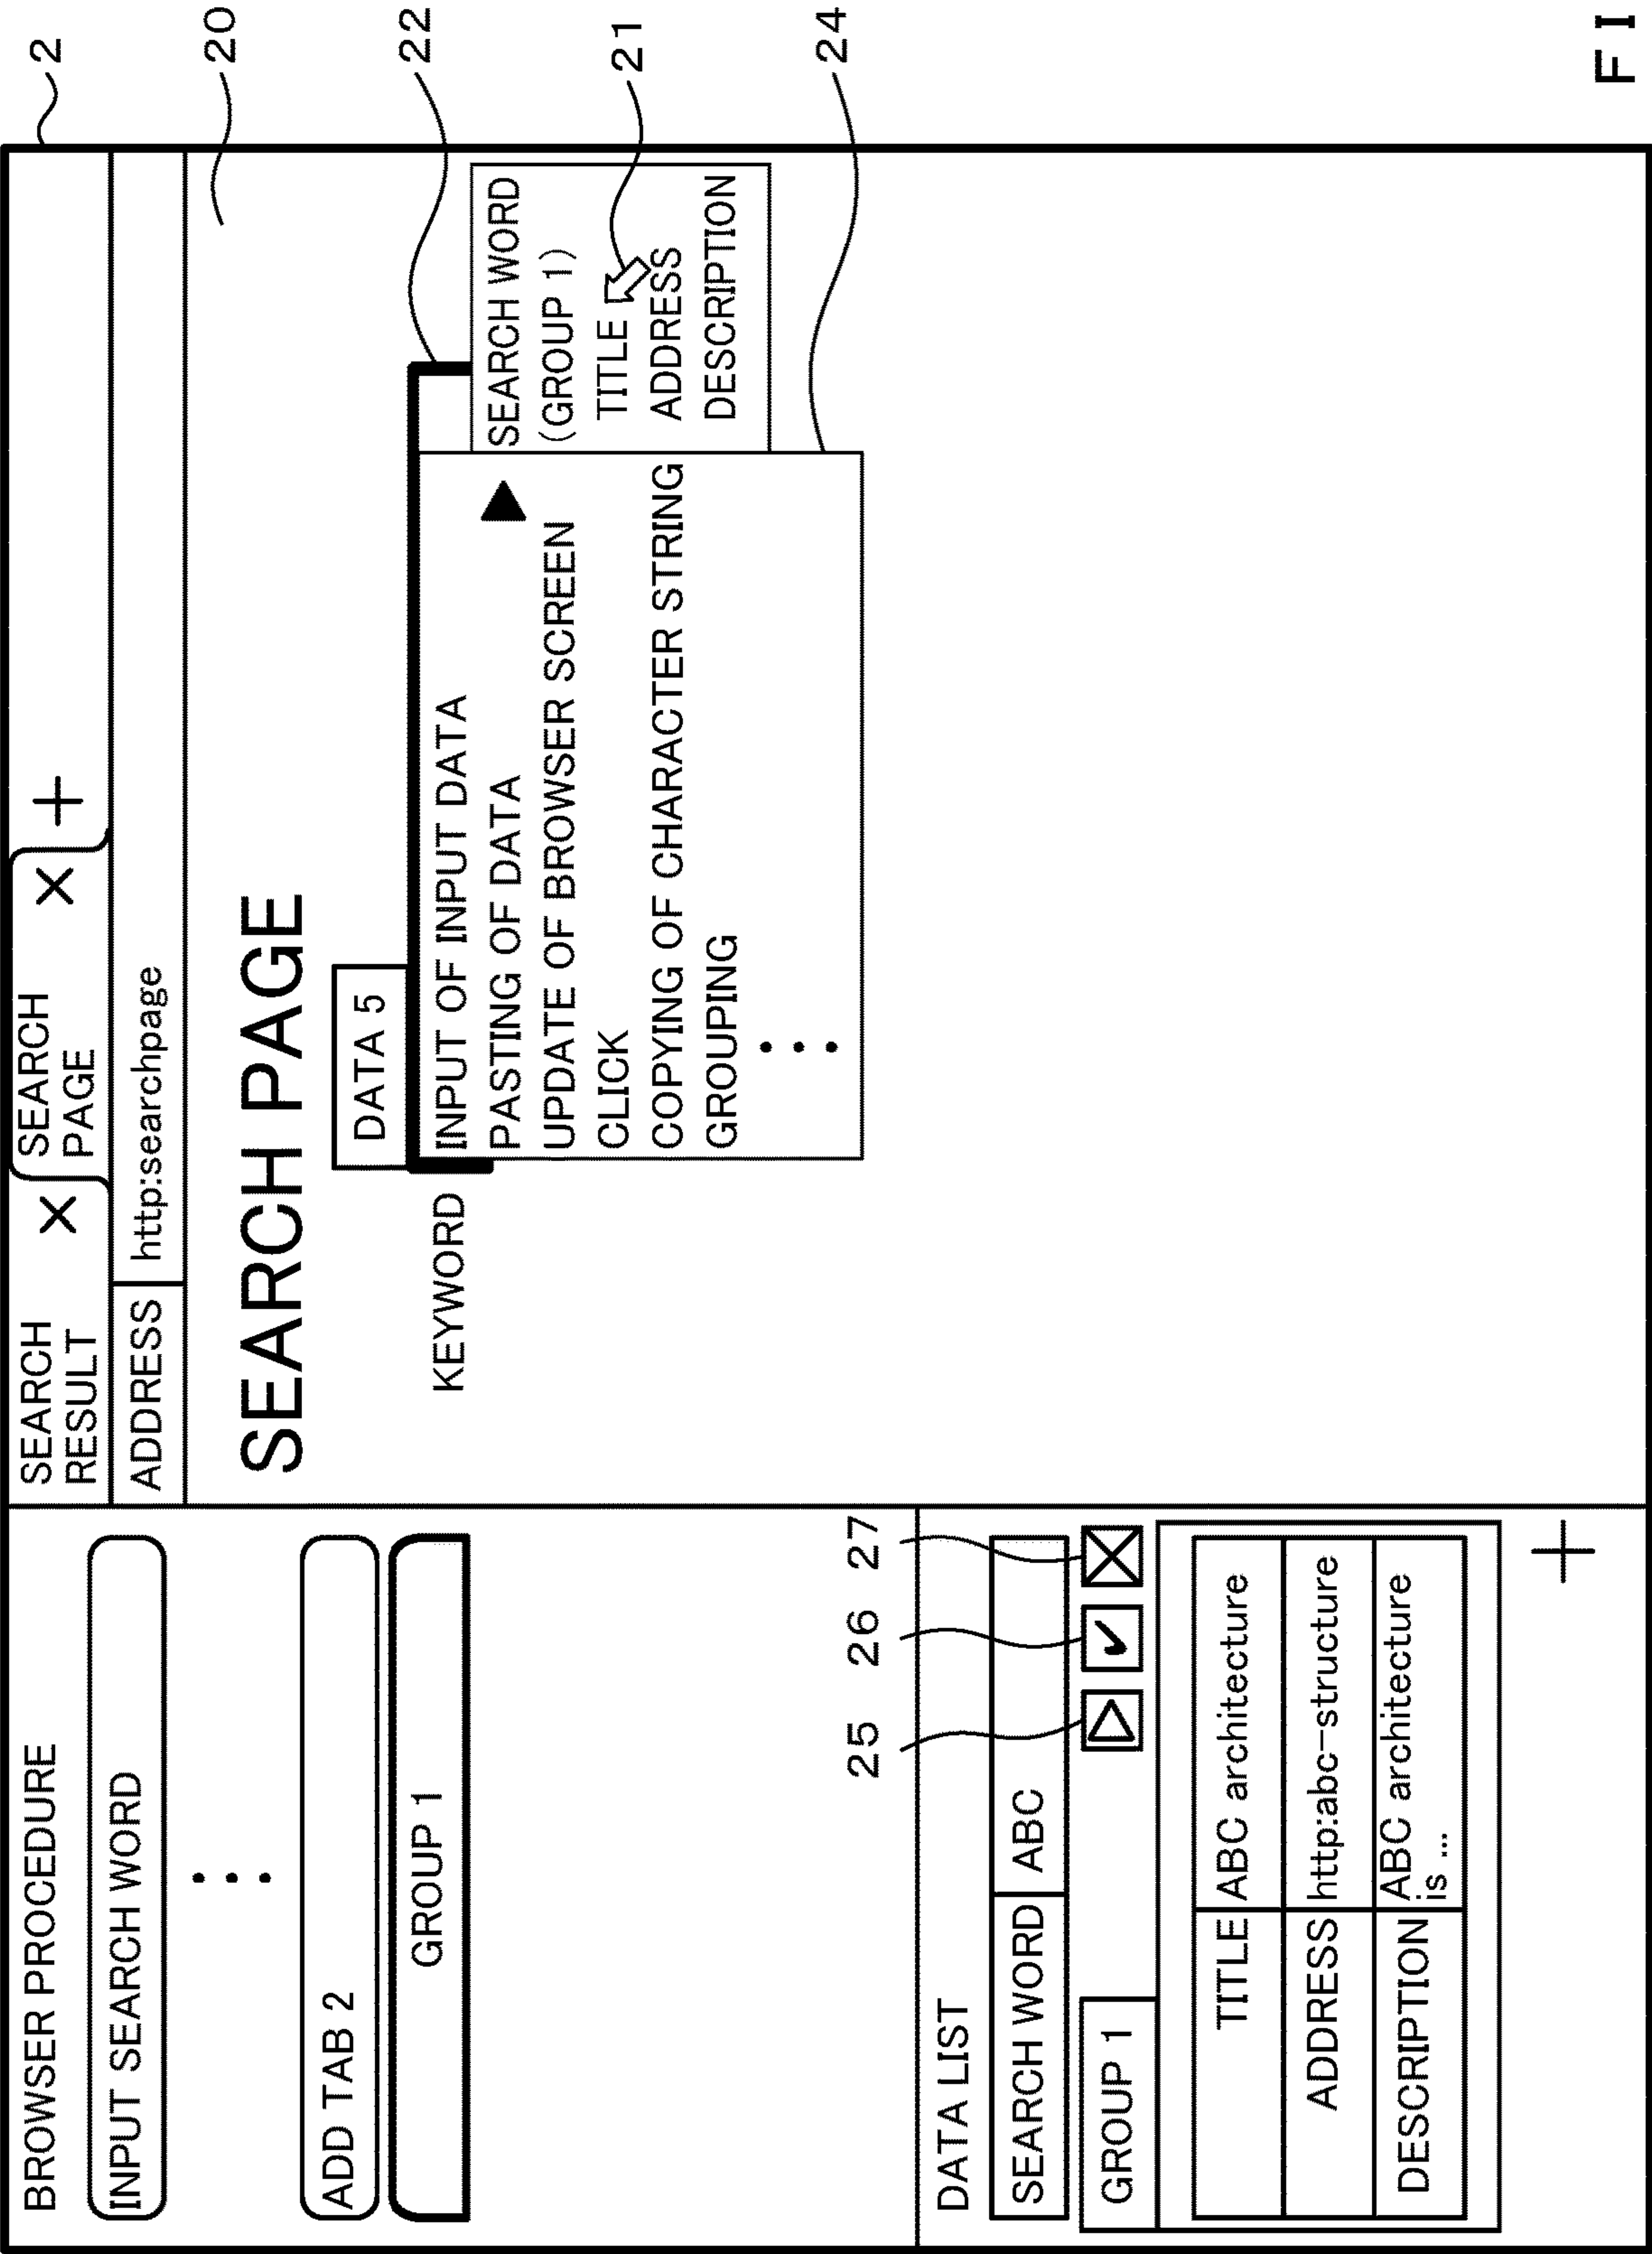 BROWSER PROCEDURE
INPUT SEARCH WORD
ADD TAB 2
GROUP 1
DATA LIST
SEARCH WORD ABC
25 26 27
GROUP 1
TITLE ABC architecture
ADDRESS http:abc-structure
DESCRIPTION ABC architecture
is ...
SEARCH
RESULT
SEARCH
PAGE
ADDRESS http:searchpage
SEARCH PAGE
DATA 5
KEYWORD
INPUT OF INPUT DATA
PASTING OF DATA
UPDATE OF BROWSER SCREEN
CLICK
COPYING OF CHARACTER STRING
GROUPING
SEARCH WORD
(GROUP 1)
TITLE
ADDRESS
DESCRIPTION
2
20
22
21
24
FI